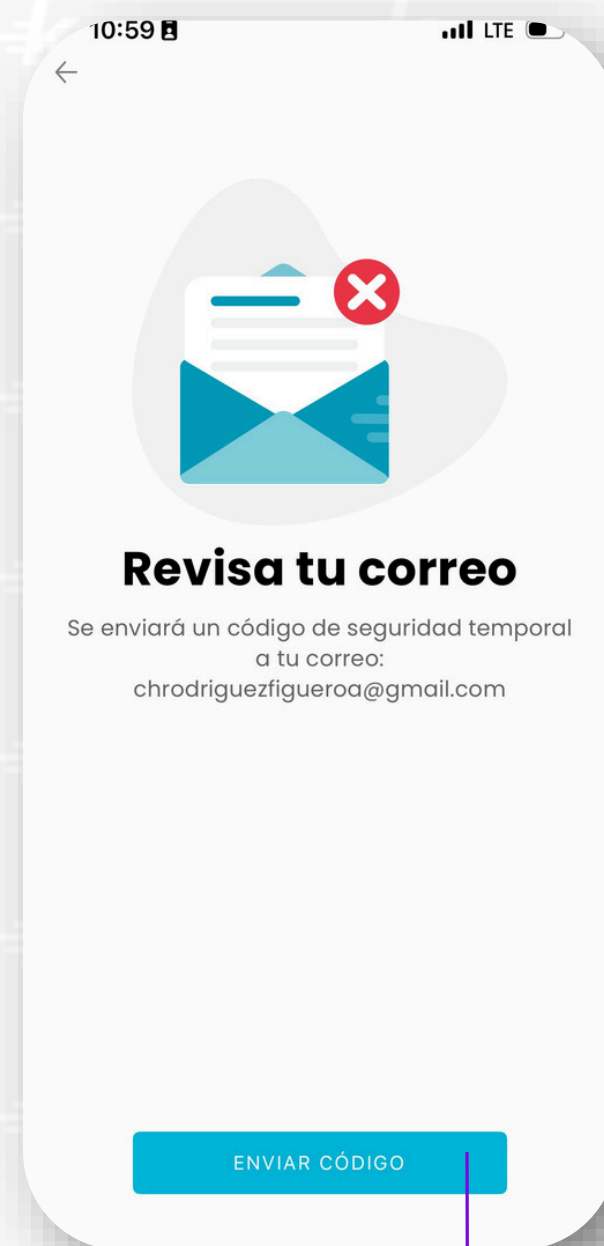 10:59
LTE
Revisa tu correo
Se enviará un código de seguridad temporal
a tu correo:
chrodriguezfigueroa@gmail.com
ENVIAR CÓDIGO